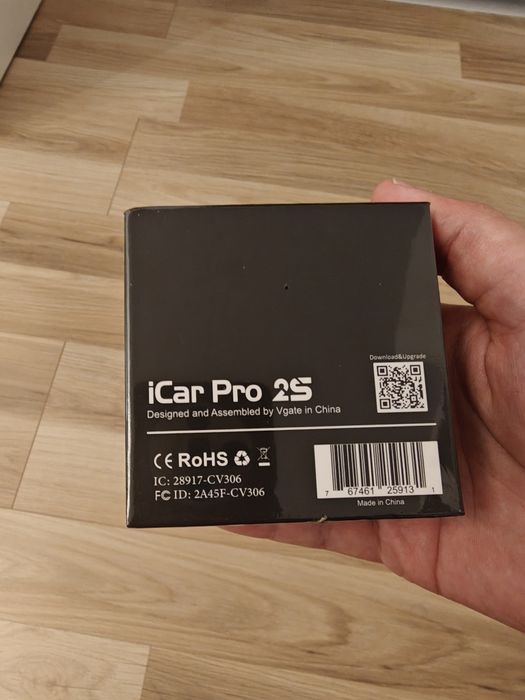 Download&Upgrade
iCar Pro 2S
Designed and Assembled by Vgate in China
CE RoHS
IC: 28917-CV306
FC ID: 2A45F-CV306
7 67461 25913 1
Made in China